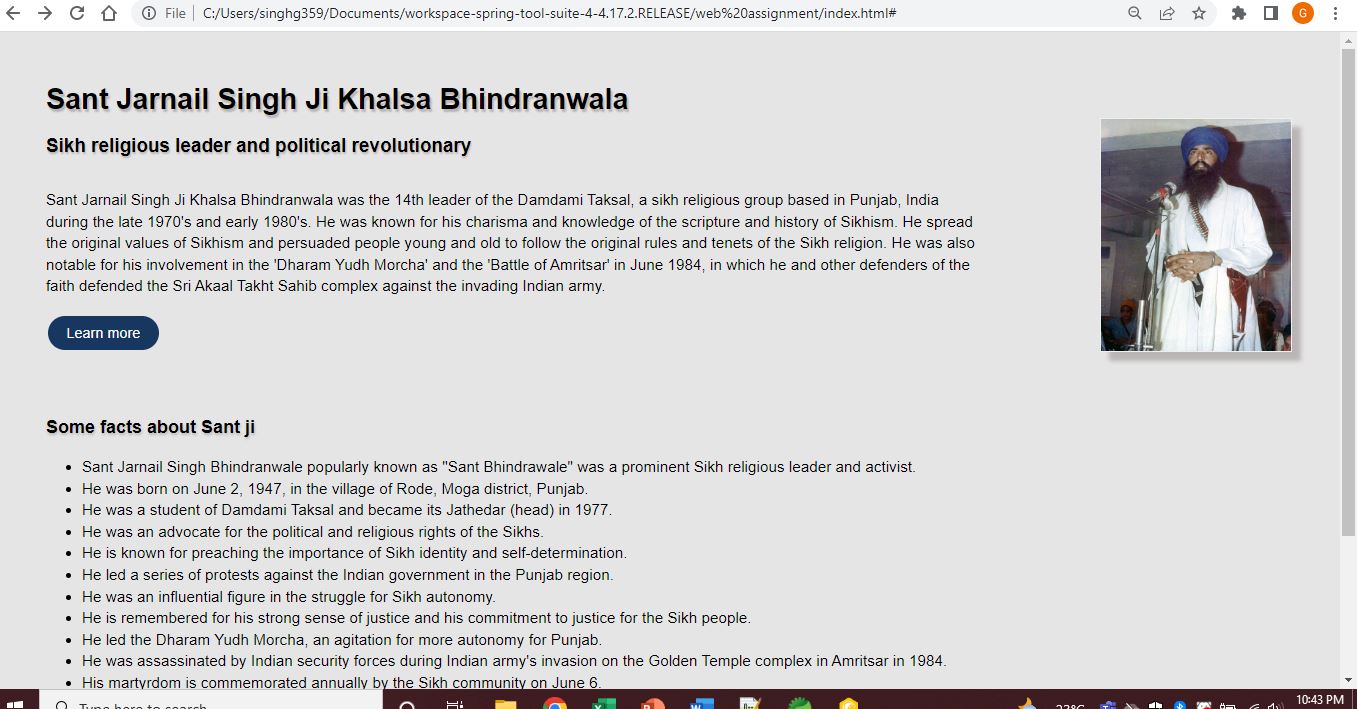 File
C:/Users/singhg359/Documents/workspace-spring-tool-suite-4-4.17.2.RELEASE/web%20assignment/index.html#
G
Sant Jarnail Singh Ji Khalsa Bhindranwala
Sikh religious leader and political revolutionary
Sant Jarnail Singh Ji Khalsa Bhindranwala was the 14th leader of the Damdami Taksal, a sikh religious group based in Punjab, India
during the late 1970's and early 1980's. He was known for his charisma and knowledge of the scripture and history of Sikhism. He spread
the original values of Sikhism and persuaded people young and old to follow the original rules and tenets of the Sikh religion. He was also
notable for his involvement in the 'Dharam Yudh Morcha' and the 'Battle of Amritsar' in June 1984, in which he and other defenders of the
faith defended the Sri Akaal Takht Sahib complex against the invading Indian army.
Learn more
Some facts about Sant ji
Sant Jarnail Singh Bhindranwale popularly known as "Sant Bhindrawale" was a prominent Sikh religious leader and activist.
He was born on June 2, 1947, in the village of Rode, Moga district, Punjab.
He was a student of Damdami Taksal and became its Jathedar (head) in 1977.
He was an advocate for the political and religious rights of the Sikhs.
He is known for preaching the importance of Sikh identity and self-determination.
He led a series of protests against the Indian government in the Punjab region.
He was an influential figure in the struggle for Sikh autonomy.
He is remembered for his strong sense of justice and his commitment to justice for the Sikh people.
He led the Dharam Yudh Morcha, an agitation for more autonomy for Punjab.
He was assassinated by Indian security forces during Indian army's invasion on the Golden Temple complex in Amritsar in 1984.
His martyrdom is commemorated annually by the Sikh community on June 6.
Type here to search
10:43 PM